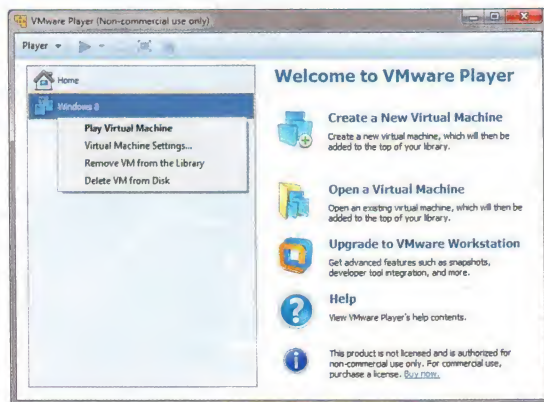 VMware Player (Non-commercial use only)
Player
Home
Windows 8
Play Virtual Machine
Virtual Machine Settings...
Remove VM from the Library
Delete VM from Disk
Welcome to VMware Player
Create a New Virtual Machine
Create a new virtual machine, which will then be
added to the top of your library.
Open a Virtual Machine
Open an existing virtual machine, which will then be
added to the top of your library.
Upgrade to VMware Workstation
Get advanced features such as snapshots,
developer tool integration, and more.
Help
View VMware Player's help contents.
This product is not licensed and is authorized for
non-commercial use only. For commercial use,
purchase a license. Buy now.